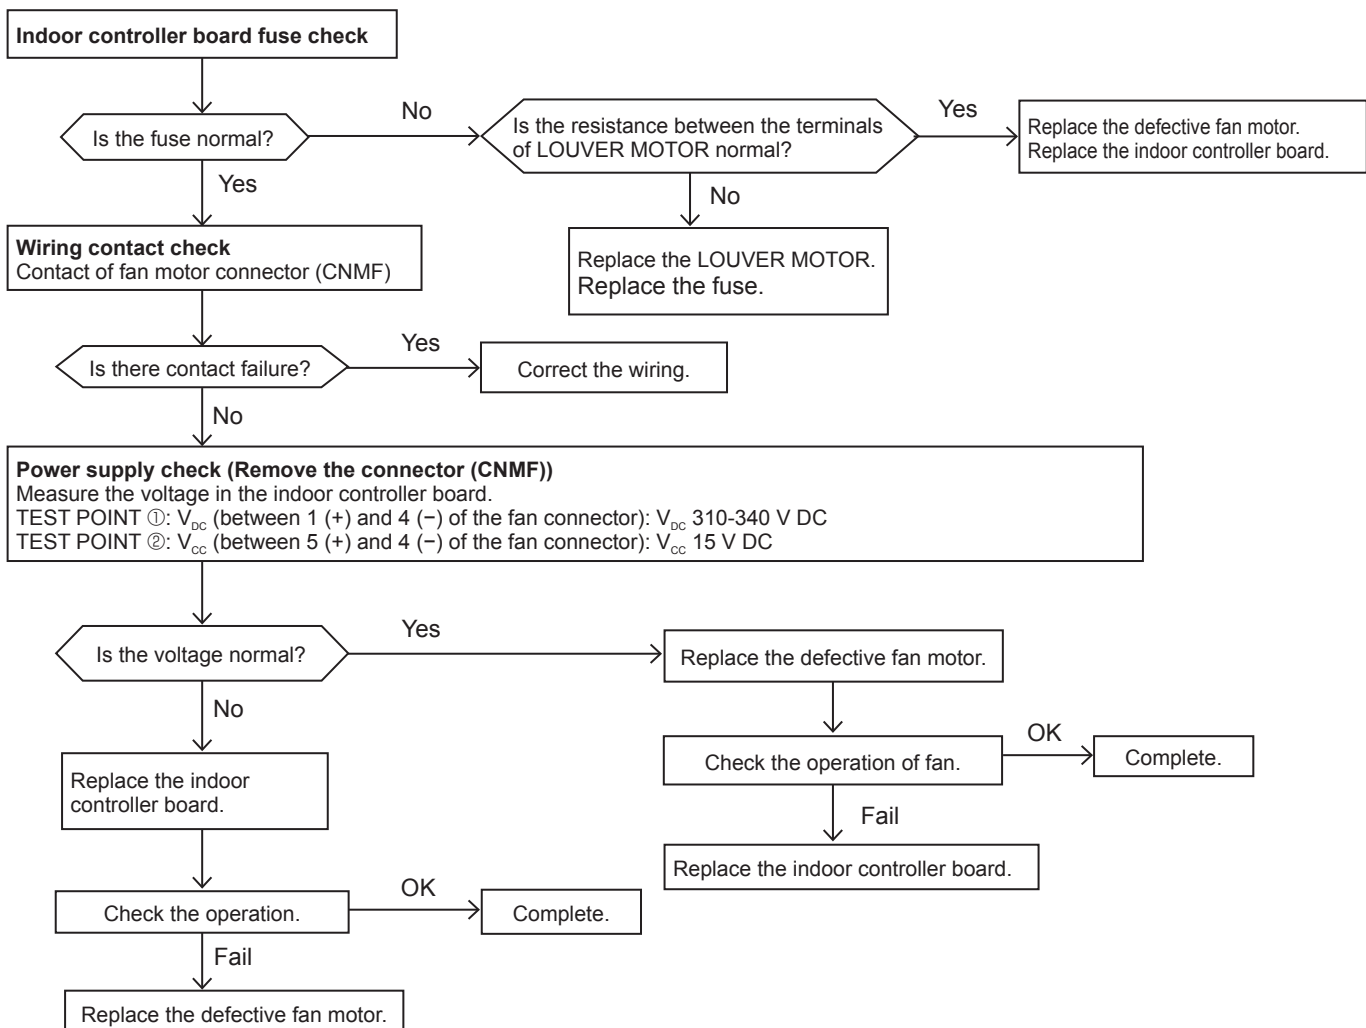 Indoor controller board fuse check
Is the fuse normal?
No
Is the resistance between the terminals
of LOUVER MOTOR normal?
Yes
Replace the defective fan motor.
Replace the indoor controller board.
Yes
No
Replace the LOUVER MOTOR.
Replace the fuse.
Wiring contact check
Contact of fan motor connector (CNMF)
Is there contact failure?
Yes
Correct the wiring.
No
Power supply check (Remove the connector (CNMF))
Measure the voltage in the indoor controller board.
TEST POINT ①: VDC (between 1 (+) and 4 (−) of the fan connector): VDC 310-340 V DC
TEST POINT ②: VCC (between 5 (+) and 4 (−) of the fan connector): VCC 15 V DC
Is the voltage normal?
Yes
Replace the defective fan motor.
No
Check the operation of fan.
OK
Complete.
Fail
Replace the indoor controller board.
Replace the indoor
controller board.
Check the operation.
OK
Complete.
Fail
Replace the defective fan motor.